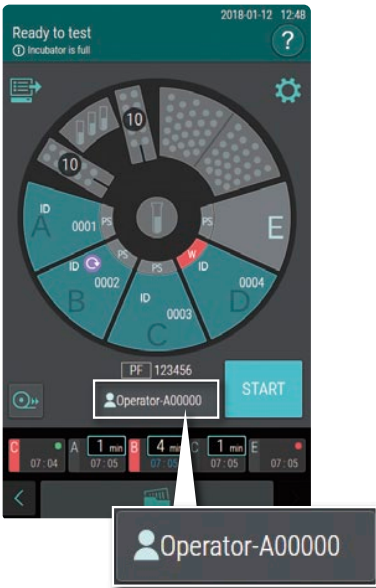 2018-01-12 12:48
Ready to test
Incubator is full
?
10
10
ID
A
0001
PS
PS
E
ID
PS
0002
B
PS
ID
0003
C
W
ID
0004
D
PF 123456
Operator-A00000
START
C
07:04
A 1 min
07:05
B 4 min
07:05
C 1 min
07:05
E
07:05
Operator-A00000